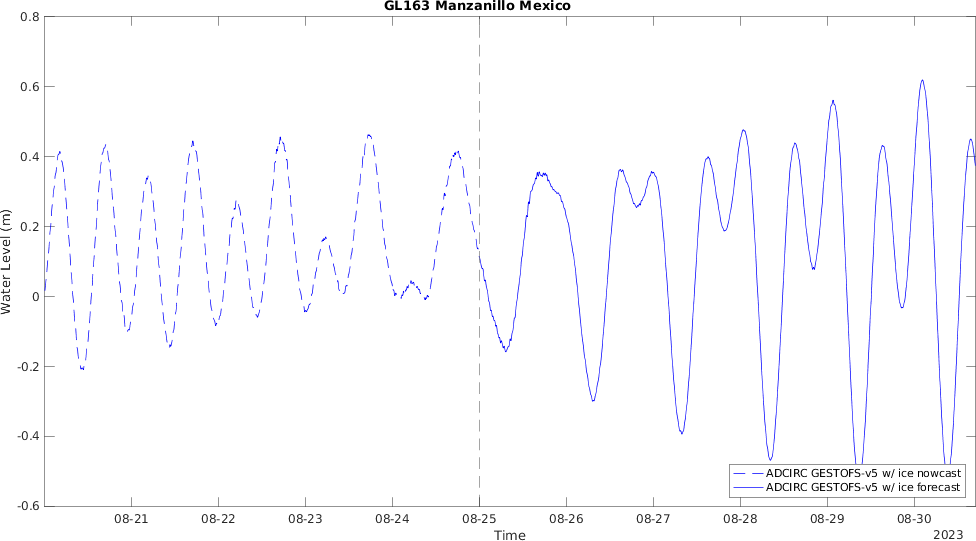 GL163 Manzanillo Mexico
0.8
0.6
0.4
0.2
0
-0.2
-0.4
-0.6
Water Level (m)
ADCIRC GESTOFS-v5 w/ ice nowcast
ADCIRC GESTOFS-v5 w/ ice forecast
08-21 08-22 08-23 08-24 08-25 08-26 08-27 08-28 08-29 08-30
Time
2023